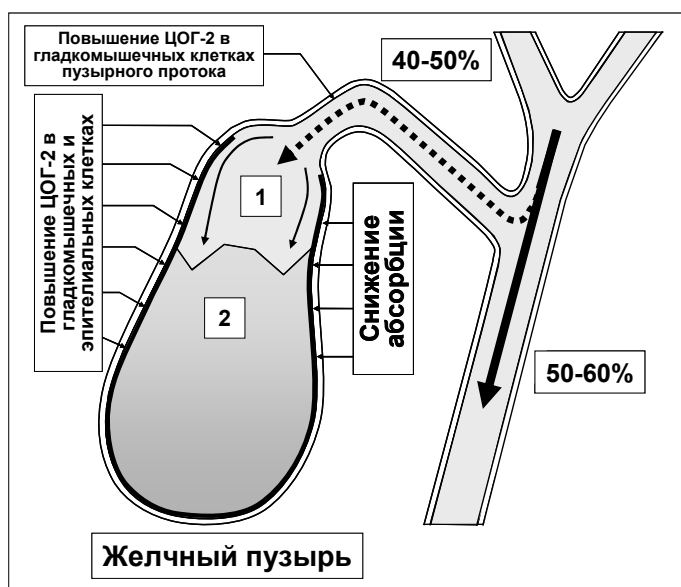 Повышение ЦОГ-2 в
гладкомышечных клетках
пузырного протока
40-50%
Повышение ЦОГ-2 в
гладкомышечных и
эпителиальных клетках
1
Снижение
абсорбции
2
50-60%
Желчный пузырь